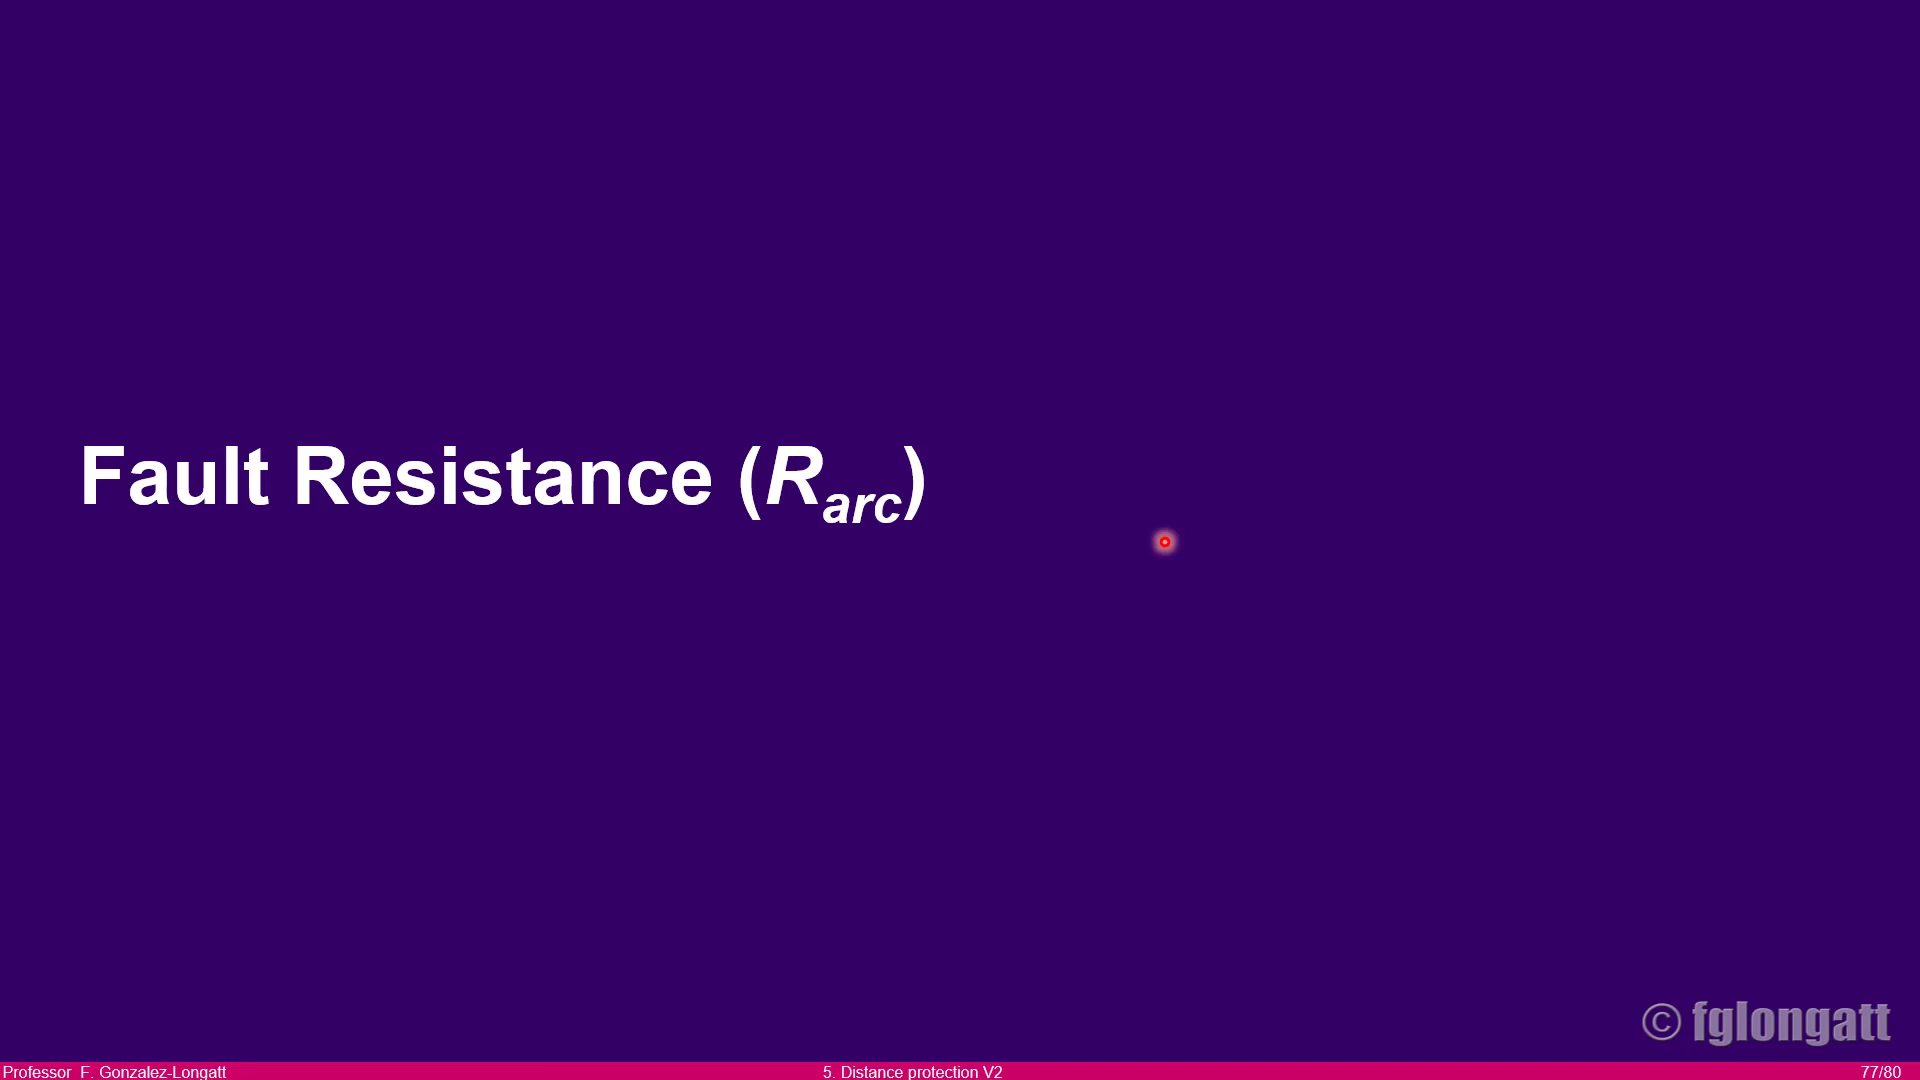 Fault Resistance (Rarc)
© fglongatt
Professor F. Gonzalez-Longatt
5. Distance protection V2
77/80